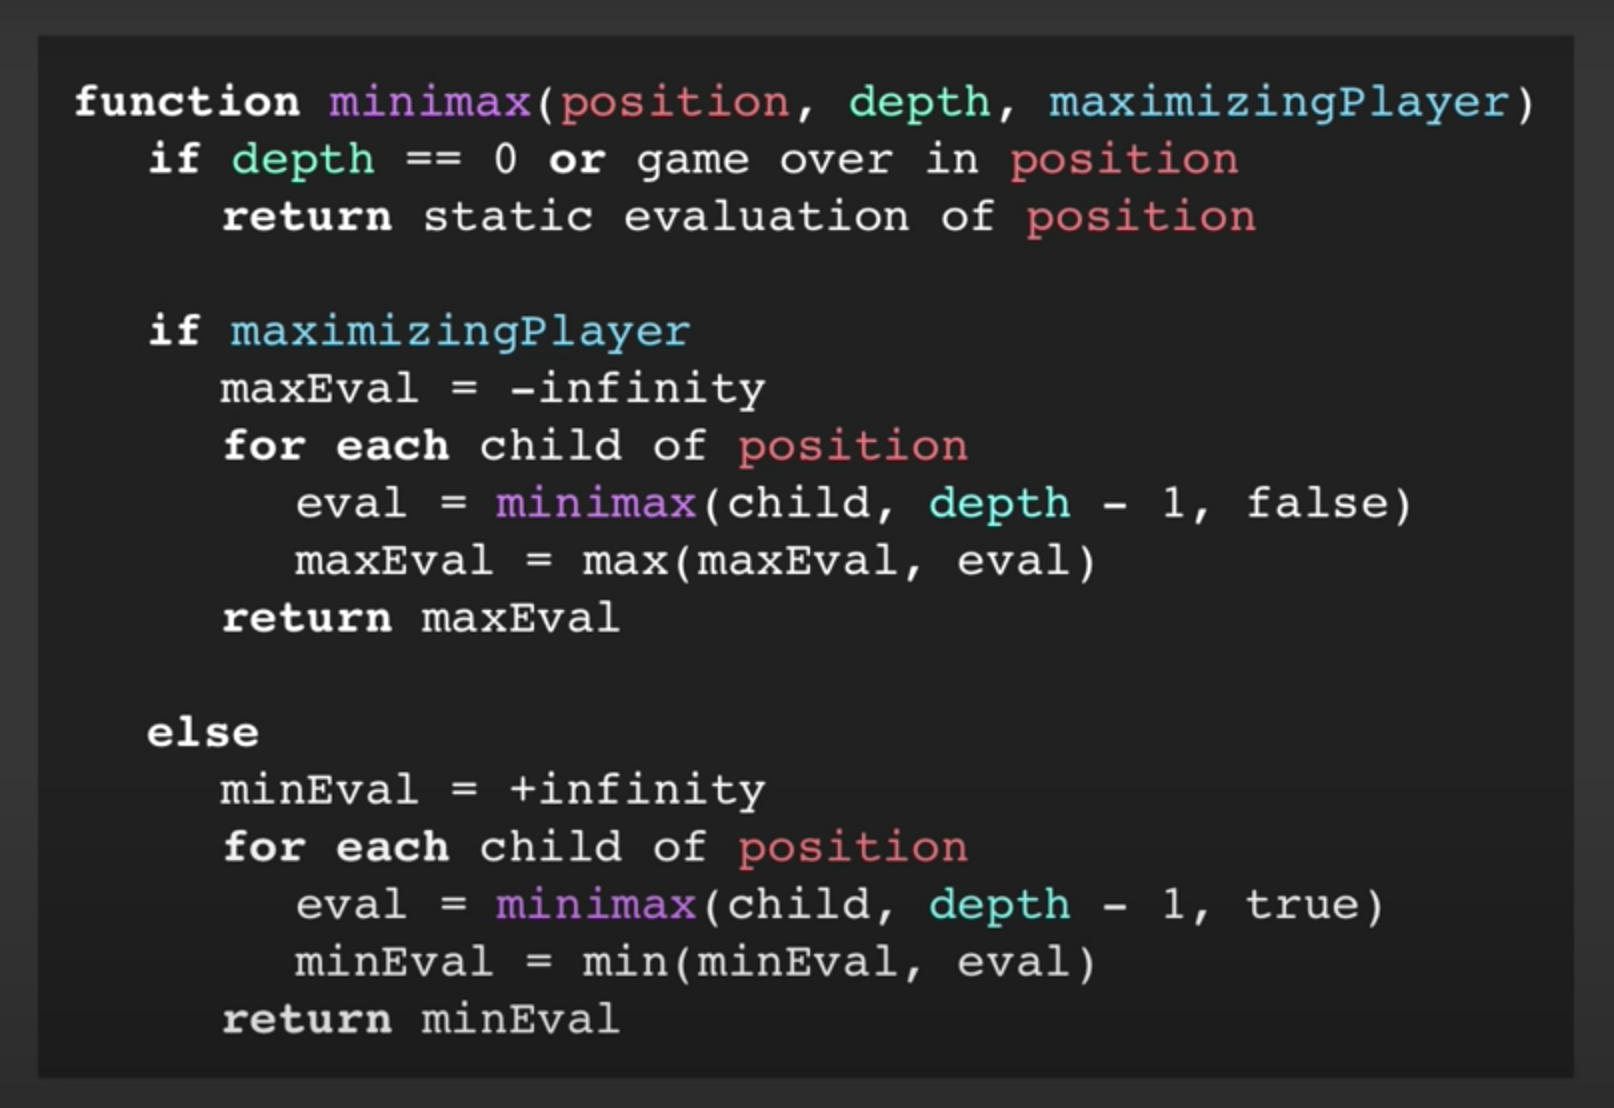 function minimax(position, depth, maximizingPlayer)
if depth == 0 or game over in position
return static evaluation of position
if maximizingPlayer
maxEval = -infinity
for each child of position
eval = minimax(child, depth - 1, false)
maxEval = max(maxEval, eval)
return maxEval
else
minEval = +infinity
for each child of position
eval = minimax(child, depth - 1, true)
minEval = min(minEval, eval)
return minEval